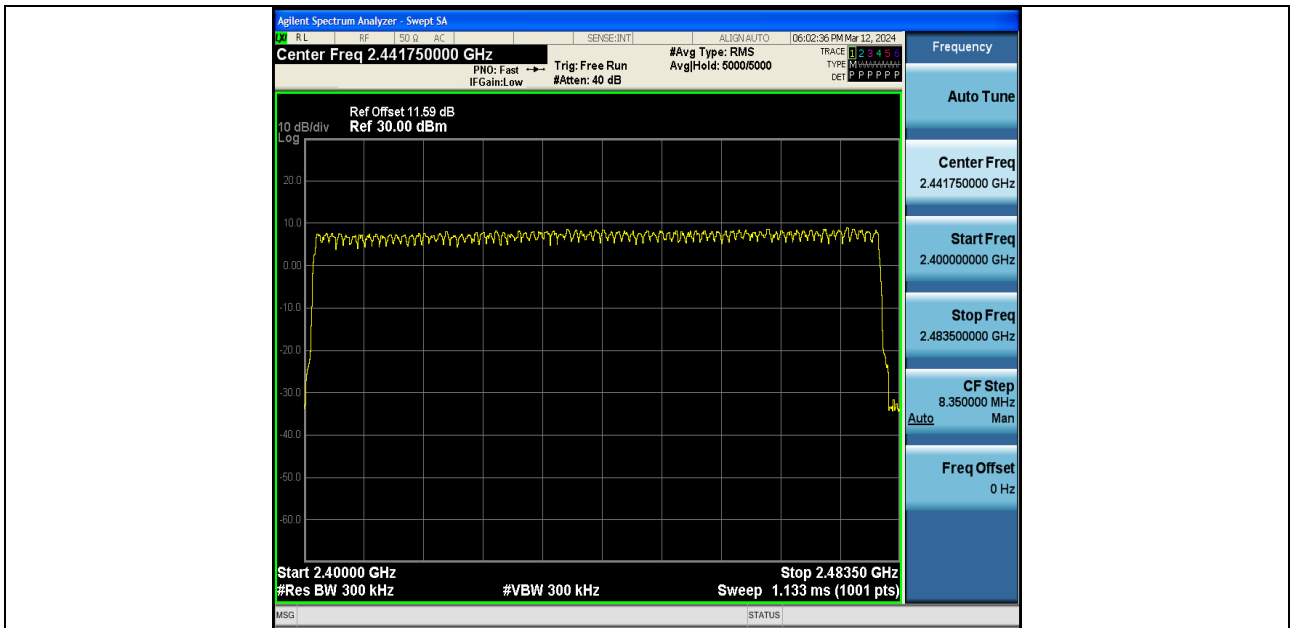 Agilent Spectrum Analyzer - Swept SA
LXI RL RF 50 Ω AC SENSE:INT ALIGN AUTO 06:02:36 PM Mar 12, 2024
Center Freq 2.441750000 GHz
PNO: Fast
IFGain:Low
Trig: Free Run
#Atten: 40 dB
#Avg Type: RMS
Avg|Hold: 5000/5000
TRACE 1 2 3 4 5 6
TYPE M
DET P P P P P P
Ref Offset 11.59 dB
10 dB/div Ref 30.00 dBm
Log
20.0
10.0
0.00
-10.0
-20.0
-30.0
-40.0
-50.0
-60.0
Start 2.40000 GHz Stop 2.48350 GHz
#Res BW 300 kHz #VBW 300 kHz Sweep 1.133 ms (1001 pts)
MSG STATUS
Frequency
Auto Tune
Center Freq
2.441750000 GHz
Start Freq
2.400000000 GHz
Stop Freq
2.483500000 GHz
CF Step
8.350000 MHz
Auto Man
Freq Offset
0 Hz